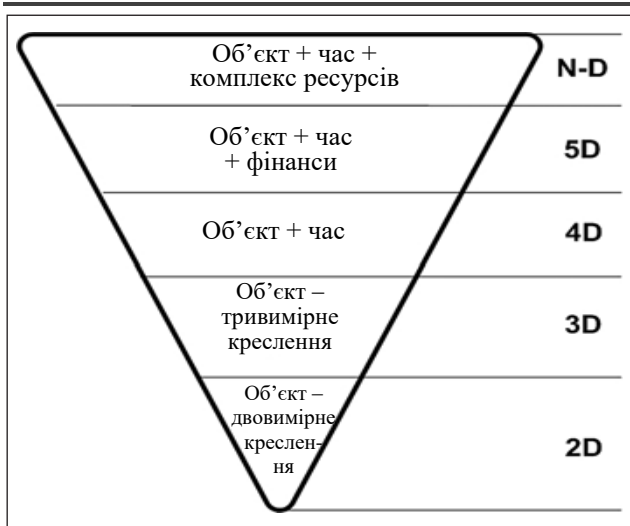 Об’єкт + час +
комплекс ресурсів
N-D
Об’єкт + час
+ фінанси
5D
Об’єкт + час
4D
Об’єкт –
тривимірне
креслення
3D
Об’єкт –
двовимірне
креслен-
ня
2D